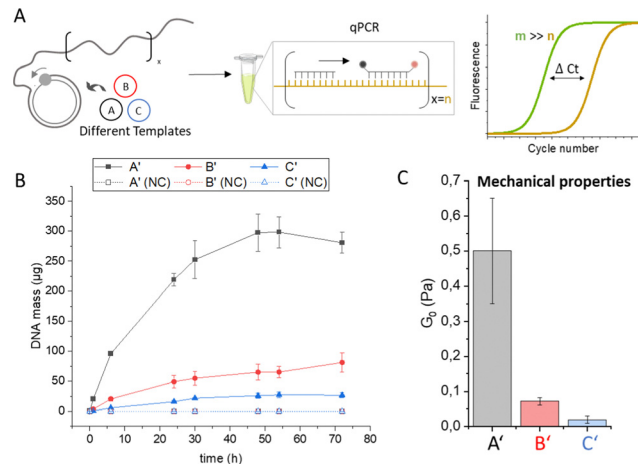 A
x
B
A
C
Different Templates
qPCR
x=n
m >> n
Δ Ct
Fluorescence
Cycle number
B
A' B' C'
A' (NC) B' (NC) C' (NC)
350
300
250
200
150
100
50
0
DNA mass (µg)
0 10 20 30 40 50 60 70 80
time (h)
C
Mechanical properties
0,7
0,6
0,5
0,4
0,3
0,2
0,1
0,0
G₀ (Pa)
A‘ B‘ C‘